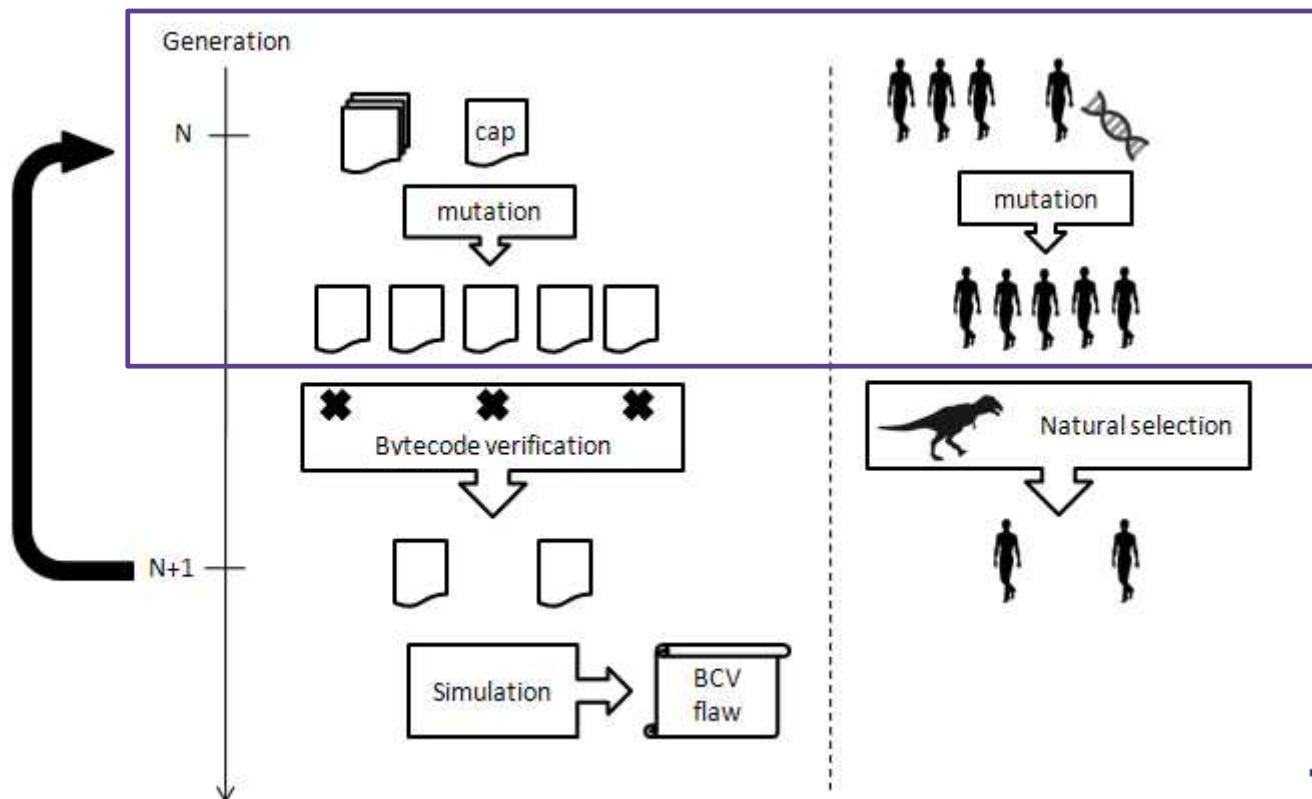 Generation
N
cap
mutation
mutation
Bytecode verification
Natural selection
N+1
Simulation
BCV
flaw